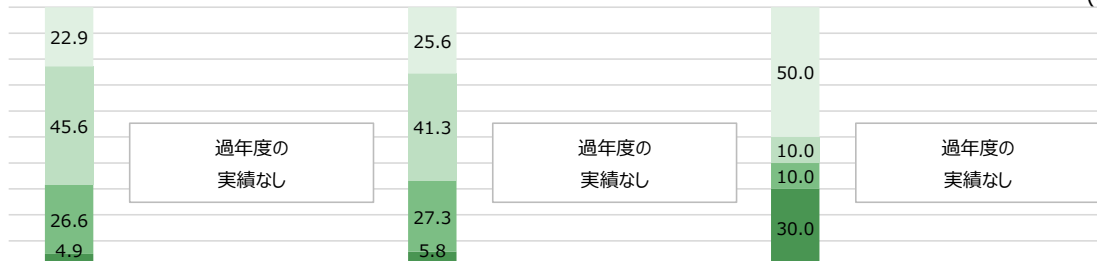 (
22.9
25.6
50.0
45.6
41.3
過年度の
実績なし
過年度の
実績なし
過年度の
実績なし
10.0
10.0
26.6
27.3
30.0
4.9
5.8